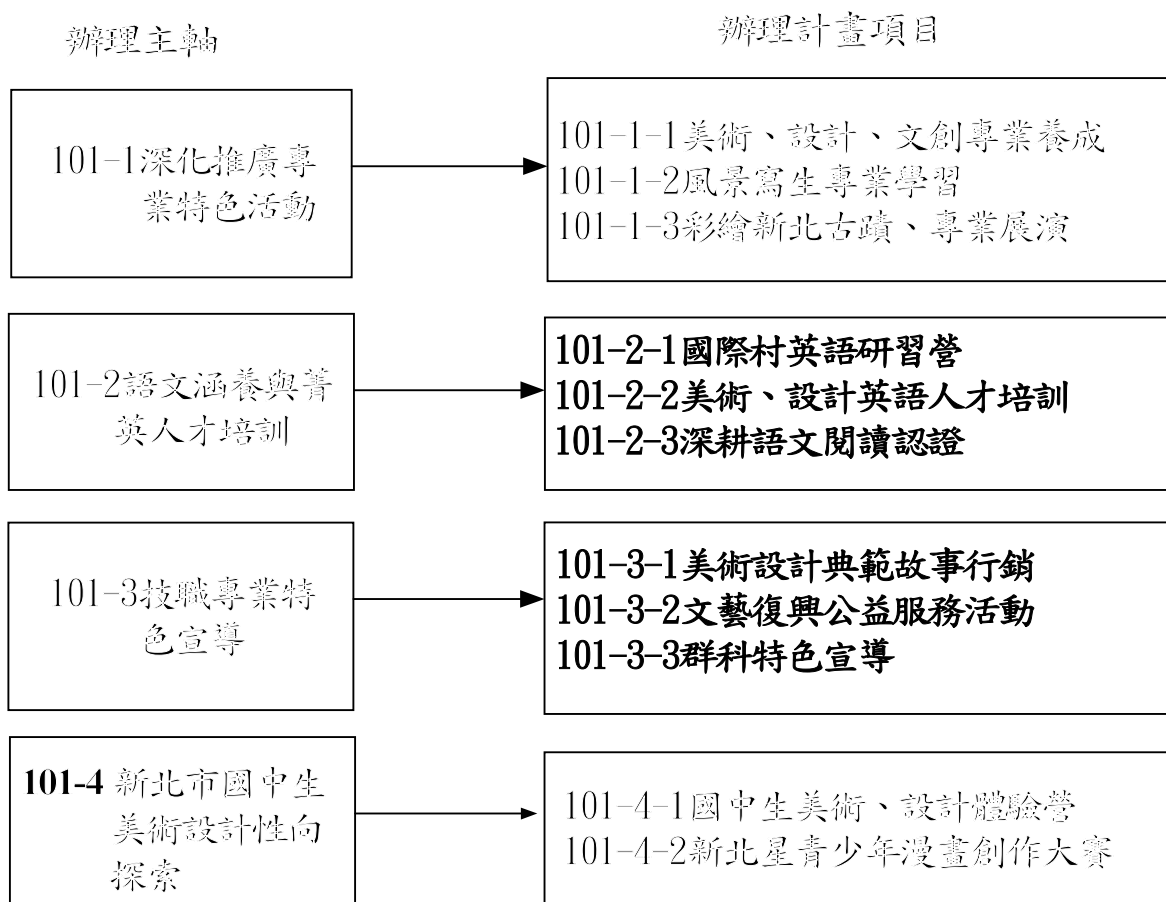 辦理主軸
辦理計畫項目
101-1深化推廣專
業特色活動
101-1-1美術、設計、文創專業養成
101-1-2風景寫生專業學習
101-1-3彩繪新北古蹟、專業展演
101-2語文涵養與菁
英人才培訓
101-2-1國際村英語研習營
101-2-2美術、設計英語人才培訓
101-2-3深耕語文閱讀認證
101-3技職專業特
色宣導
101-3-1美術設計典範故事行銷
101-3-2文藝復興公益服務活動
101-3-3群科特色宣導
101-4 新北市國中生
美術設計性向
探索
101-4-1國中生美術、設計體驗營
101-4-2新北星青少年漫畫創作大賽